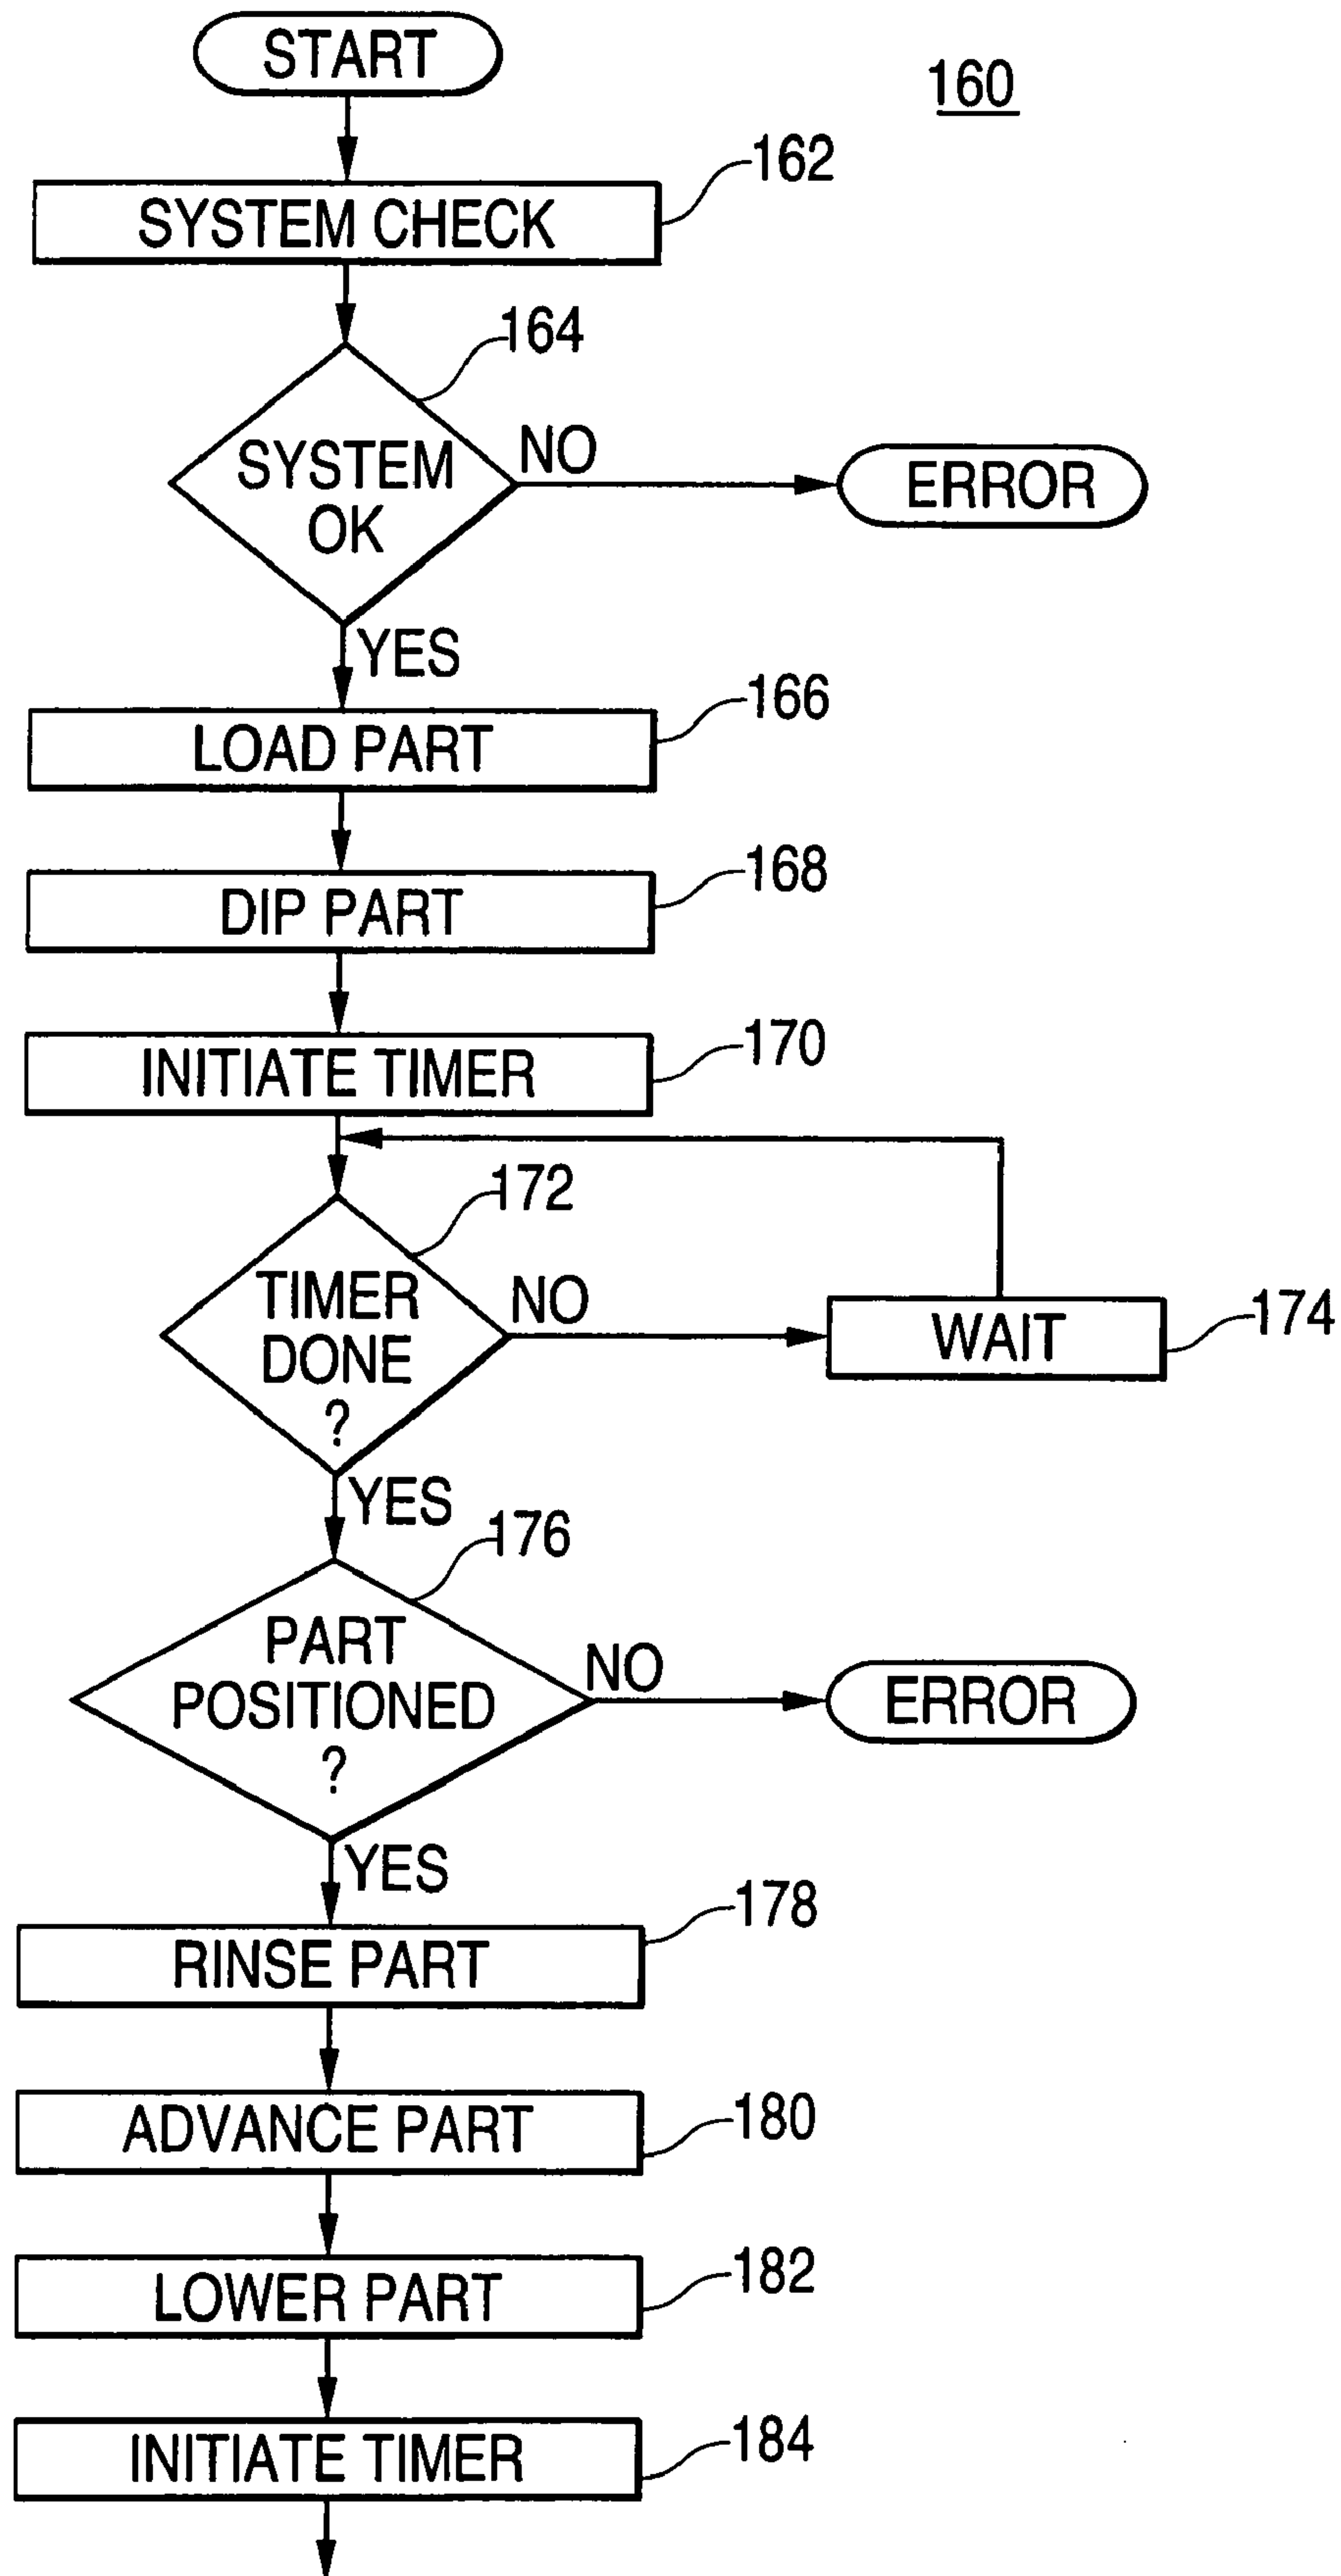 START
160
162
SYSTEM CHECK
164
SYSTEM
OK
NO
ERROR
YES
166
LOAD PART
168
DIP PART
170
INITIATE TIMER
172
TIMER
DONE
?
NO
WAIT
174
YES
176
PART
POSITIONED
?
NO
ERROR
YES
178
RINSE PART
180
ADVANCE PART
182
LOWER PART
184
INITIATE TIMER